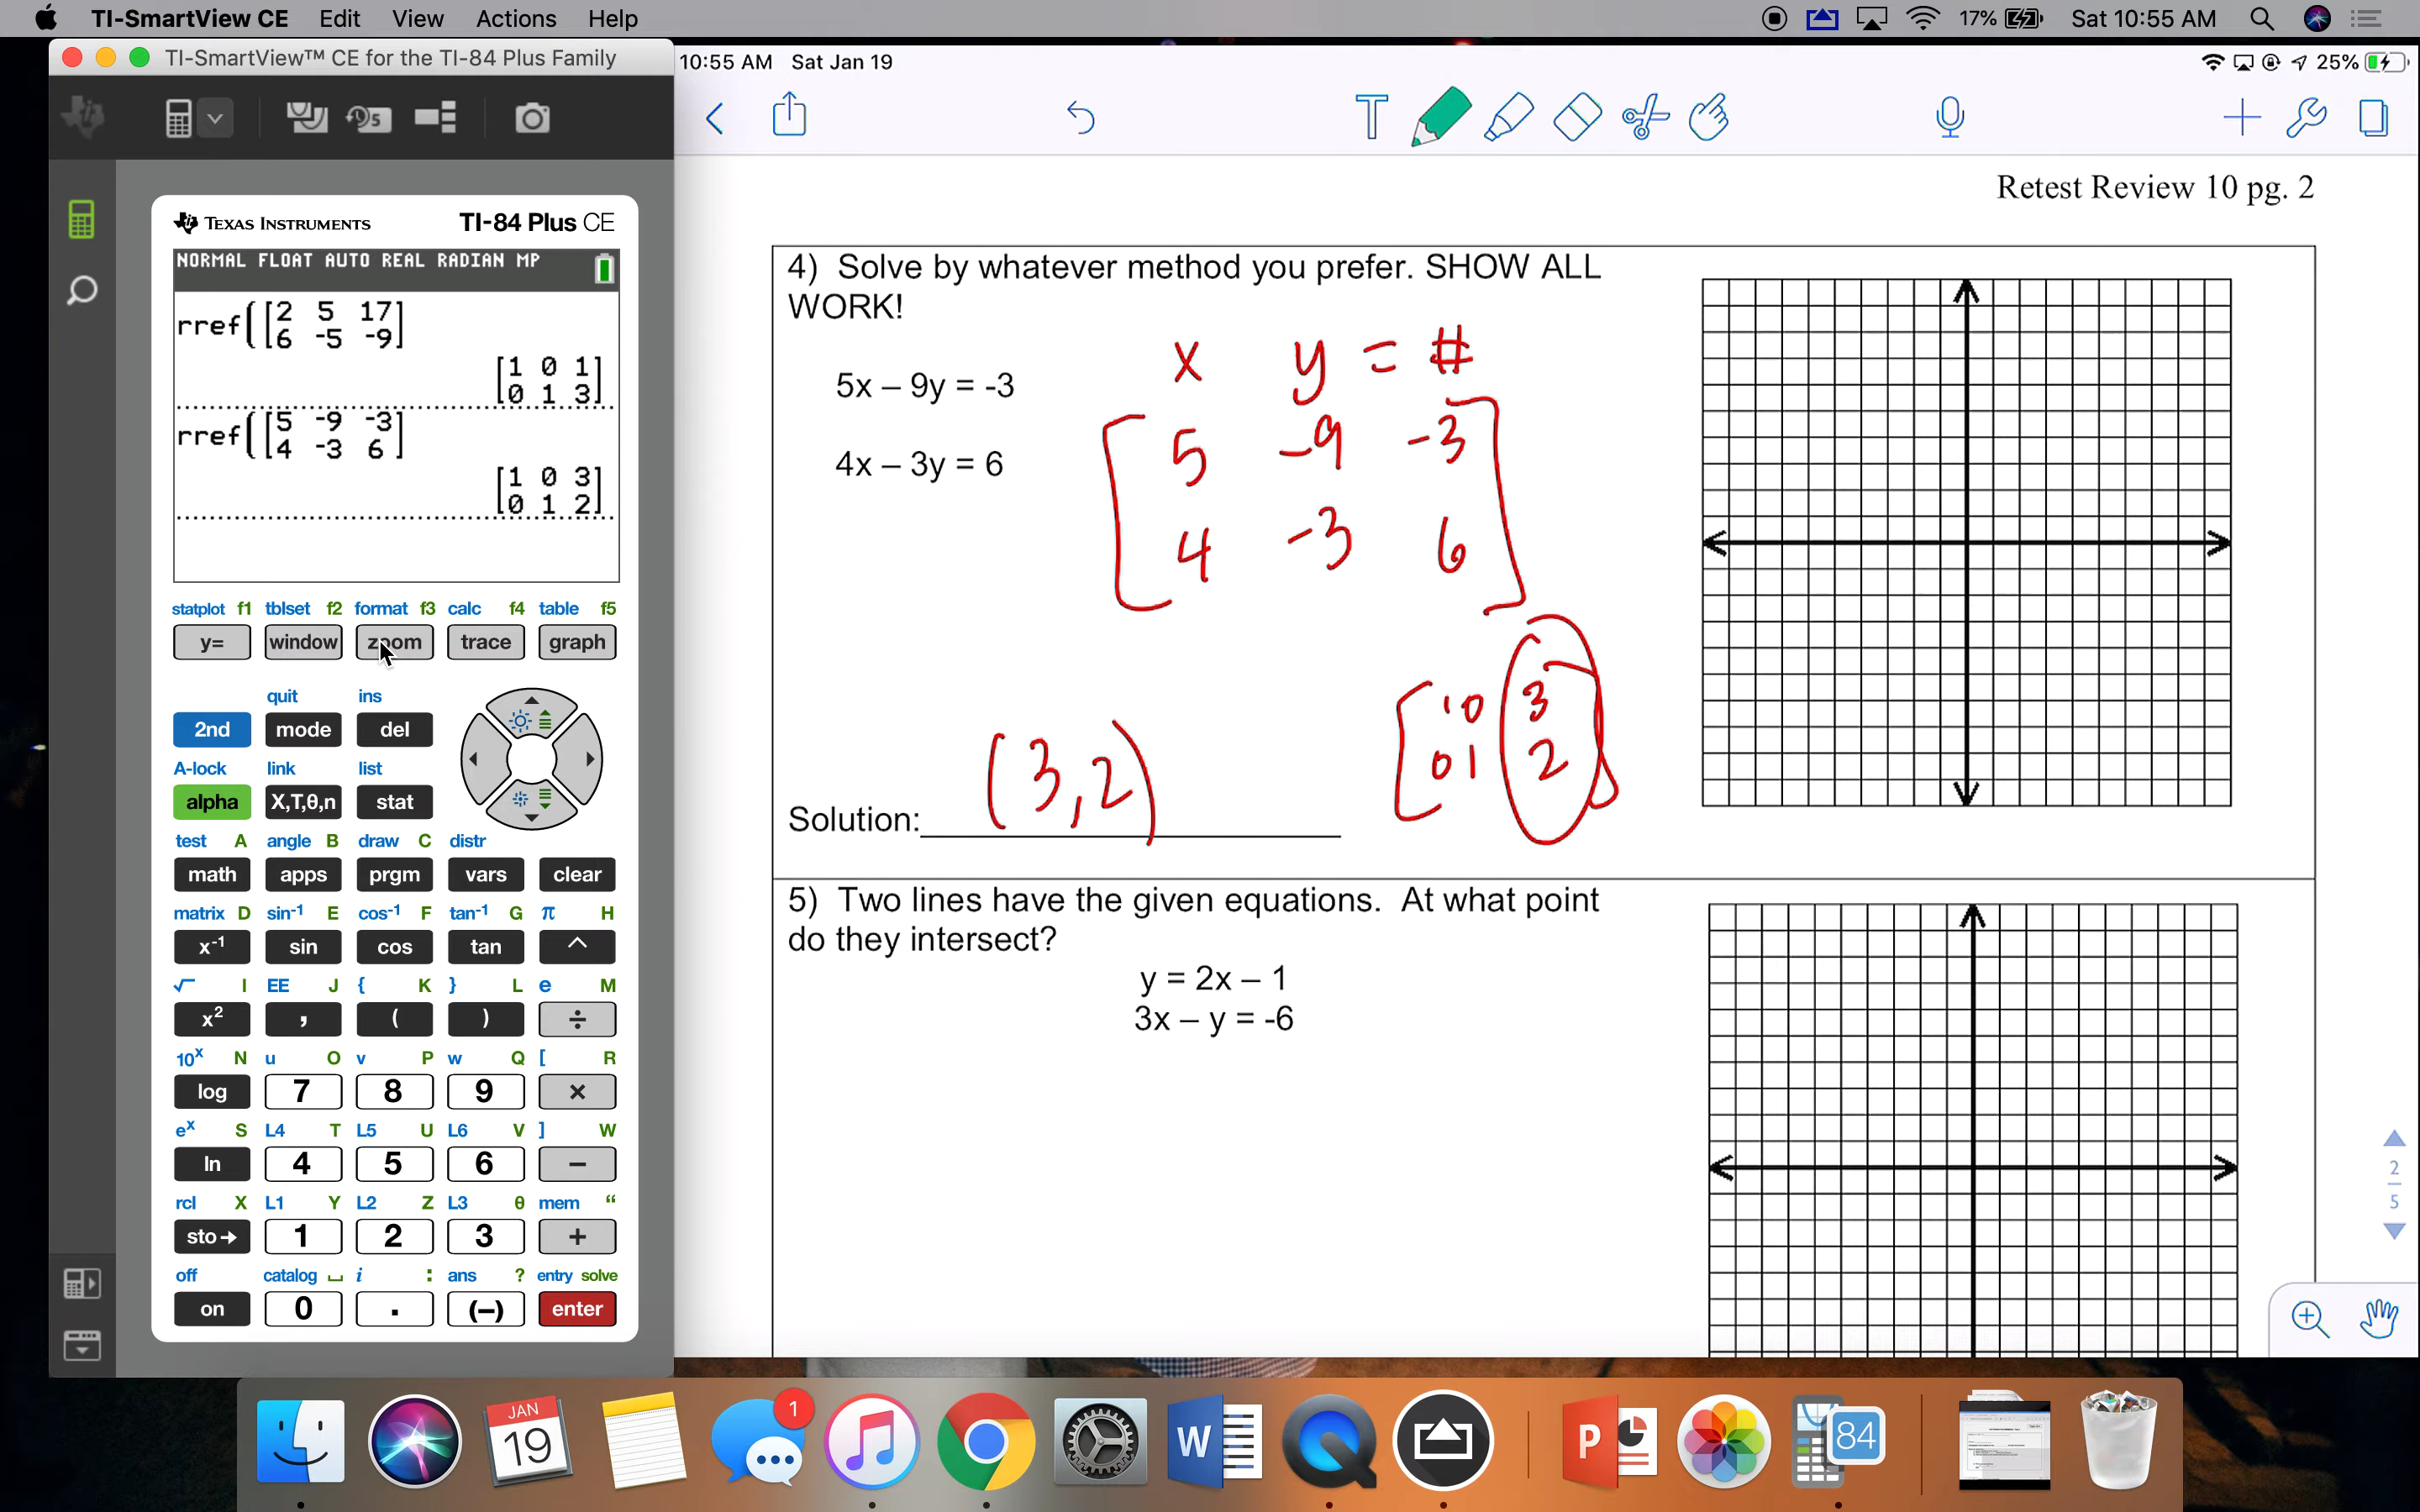 TI-SmartView CE Edit View Actions Help 17% Sat 10:55 AM
TI-SmartView™ CE for the TI-84 Plus Family
10:55 AM Sat Jan 19 25%
5
T
Retest Review 10 pg. 2
TEXAS INSTRUMENTS TI-84 Plus CE
NORMAL FLOAT AUTO REAL RADIAN MP
rref([2 5 17]
[6 -5 -9]
[1 0 1]
[0 1 3]
rref([5 -9 -3]
[4 -3 6]
[1 0 3]
[0 1 2]
statplot f1 tblset f2 format f3 calc f4 table f5
y= window zoom trace graph
quit ins
2nd mode del
A-lock link list
alpha X,T,θ,n stat
test A angle B draw C distr
math apps prgm vars clear
matrix D sin⁻¹ E cos⁻¹ F tan⁻¹ G π H
x⁻¹ sin cos tan ^
√ I EE J { K } L e M
x² , ( ) ÷
10ˣ N u O v P w Q [ R
log 7 8 9 ×
eˣ S L4 T L5 U L6 V ] W
ln 4 5 6 −
rcl X L1 Y L2 Z L3 θ mem “
sto→ 1 2 3 +
off catalog ⎵ i : ans ? entry solve
on 0 . (−) enter
4) Solve by whatever method you prefer. SHOW ALL
WORK!
x y = #
5x – 9y = -3
4x – 3y = 6
5 -9 -3
4 -3 6
1 0 3
0 1 2
Solution: (3,2)
5) Two lines have the given equations. At what point
do they intersect?
y = 2x – 1
3x – y = -6
2
5
JAN
19
1
W
P
84